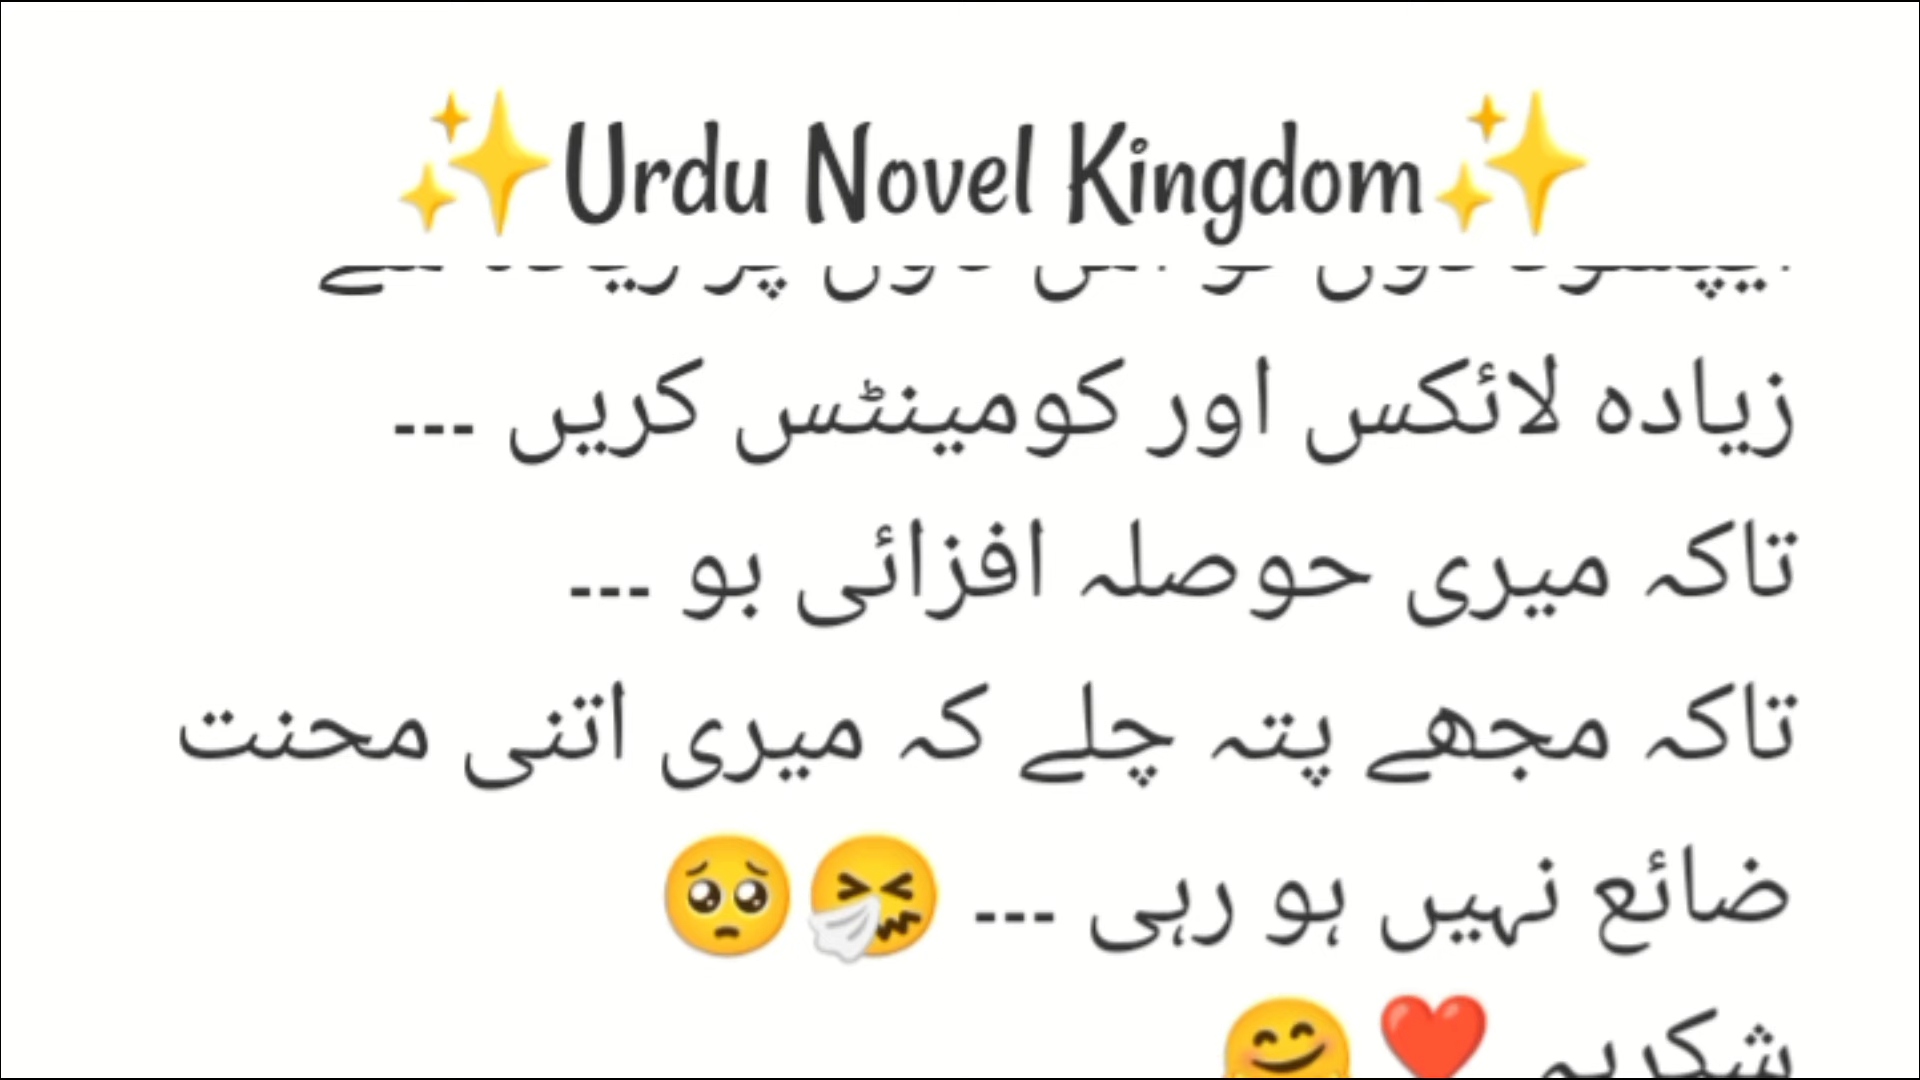 ✨Urdu Novel Kingdom✨
زیادہ لائکس اور کومینٹس کریں ---
تاکہ میری حوصلہ افزائی ہو ---
تاکہ مجھے پتہ چلے کہ میری اتنی محنت
ضائع نہیں ہو رہی --- 🤧🥺
شکریہ ❤️ 🤗